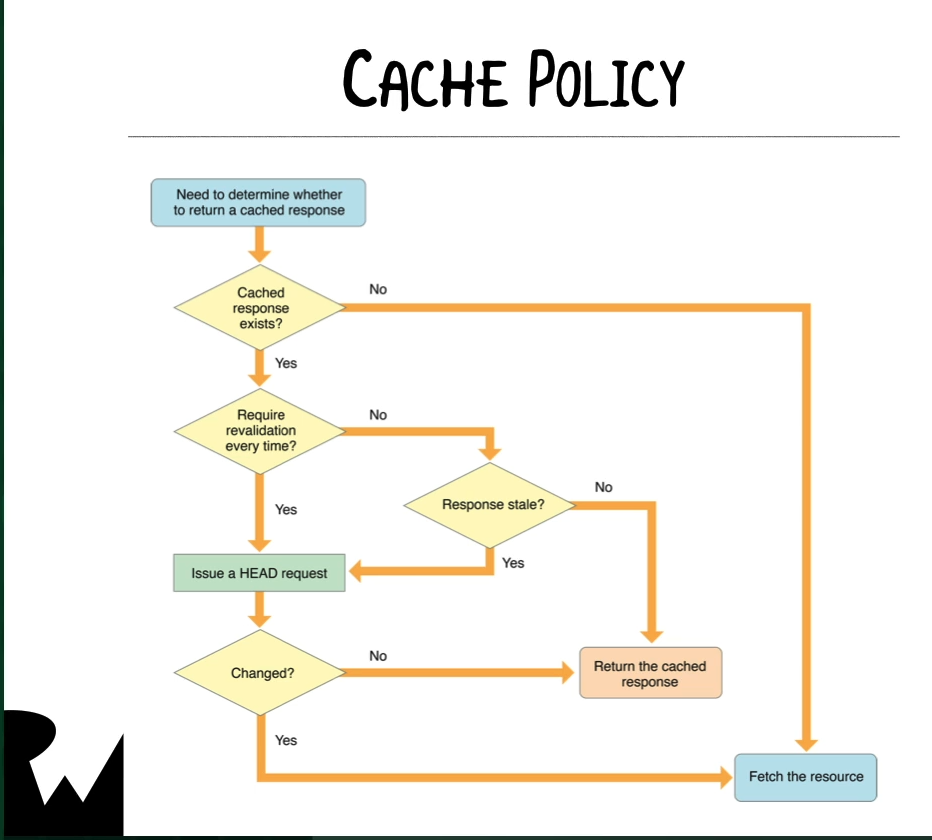 CACHE POLICY
Need to determine whether
to return a cached response
Cached
response
exists?
No
Yes
Require
revalidation
every time?
No
Yes
Response stale?
No
Yes
Issue a HEAD request
Changed?
No
Return the cached
response
Yes
Fetch the resource
RW